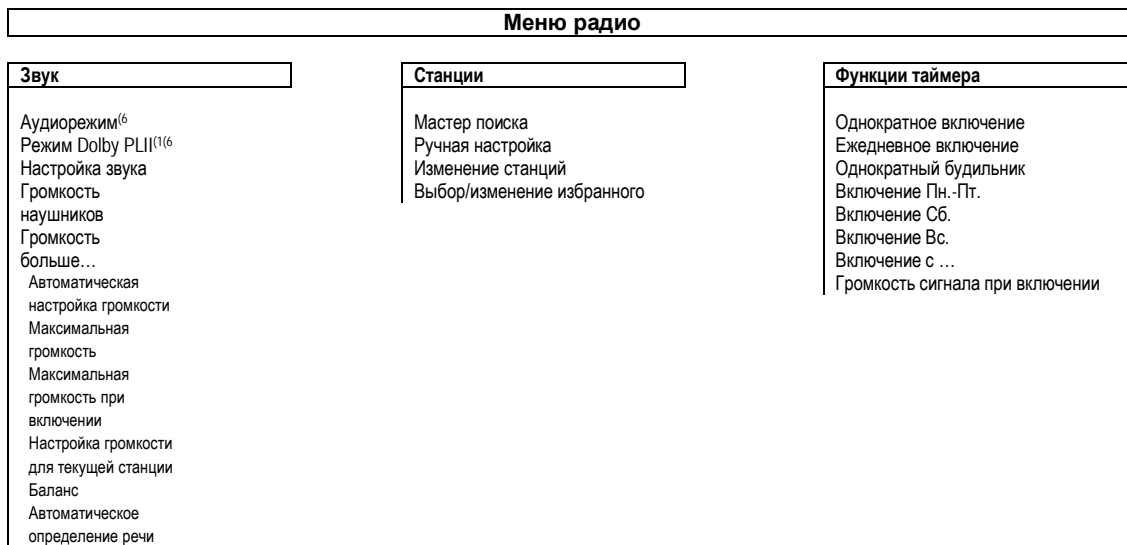 Меню радио
Звук
Аудиорежим(6
Режим Dolby PLII(1(6
Настройка звука
Громкость
наушников
Громкость
больше…
Автоматическая
настройка громкости
Максимальная
громкость
Максимальная
громкость при
включении
Настройка громкости
для текущей станции
Баланс
Автоматическое
определение речи
Станции
Мастер поиска
Ручная настройка
Изменение станций
Выбор/изменение избранного
Функции таймера
Однократное включение
Ежедневное включение
Однократный будильник
Включение Пн.-Пт.
Включение Сб.
Включение Вс.
Включение с …
Громкость сигнала при включении